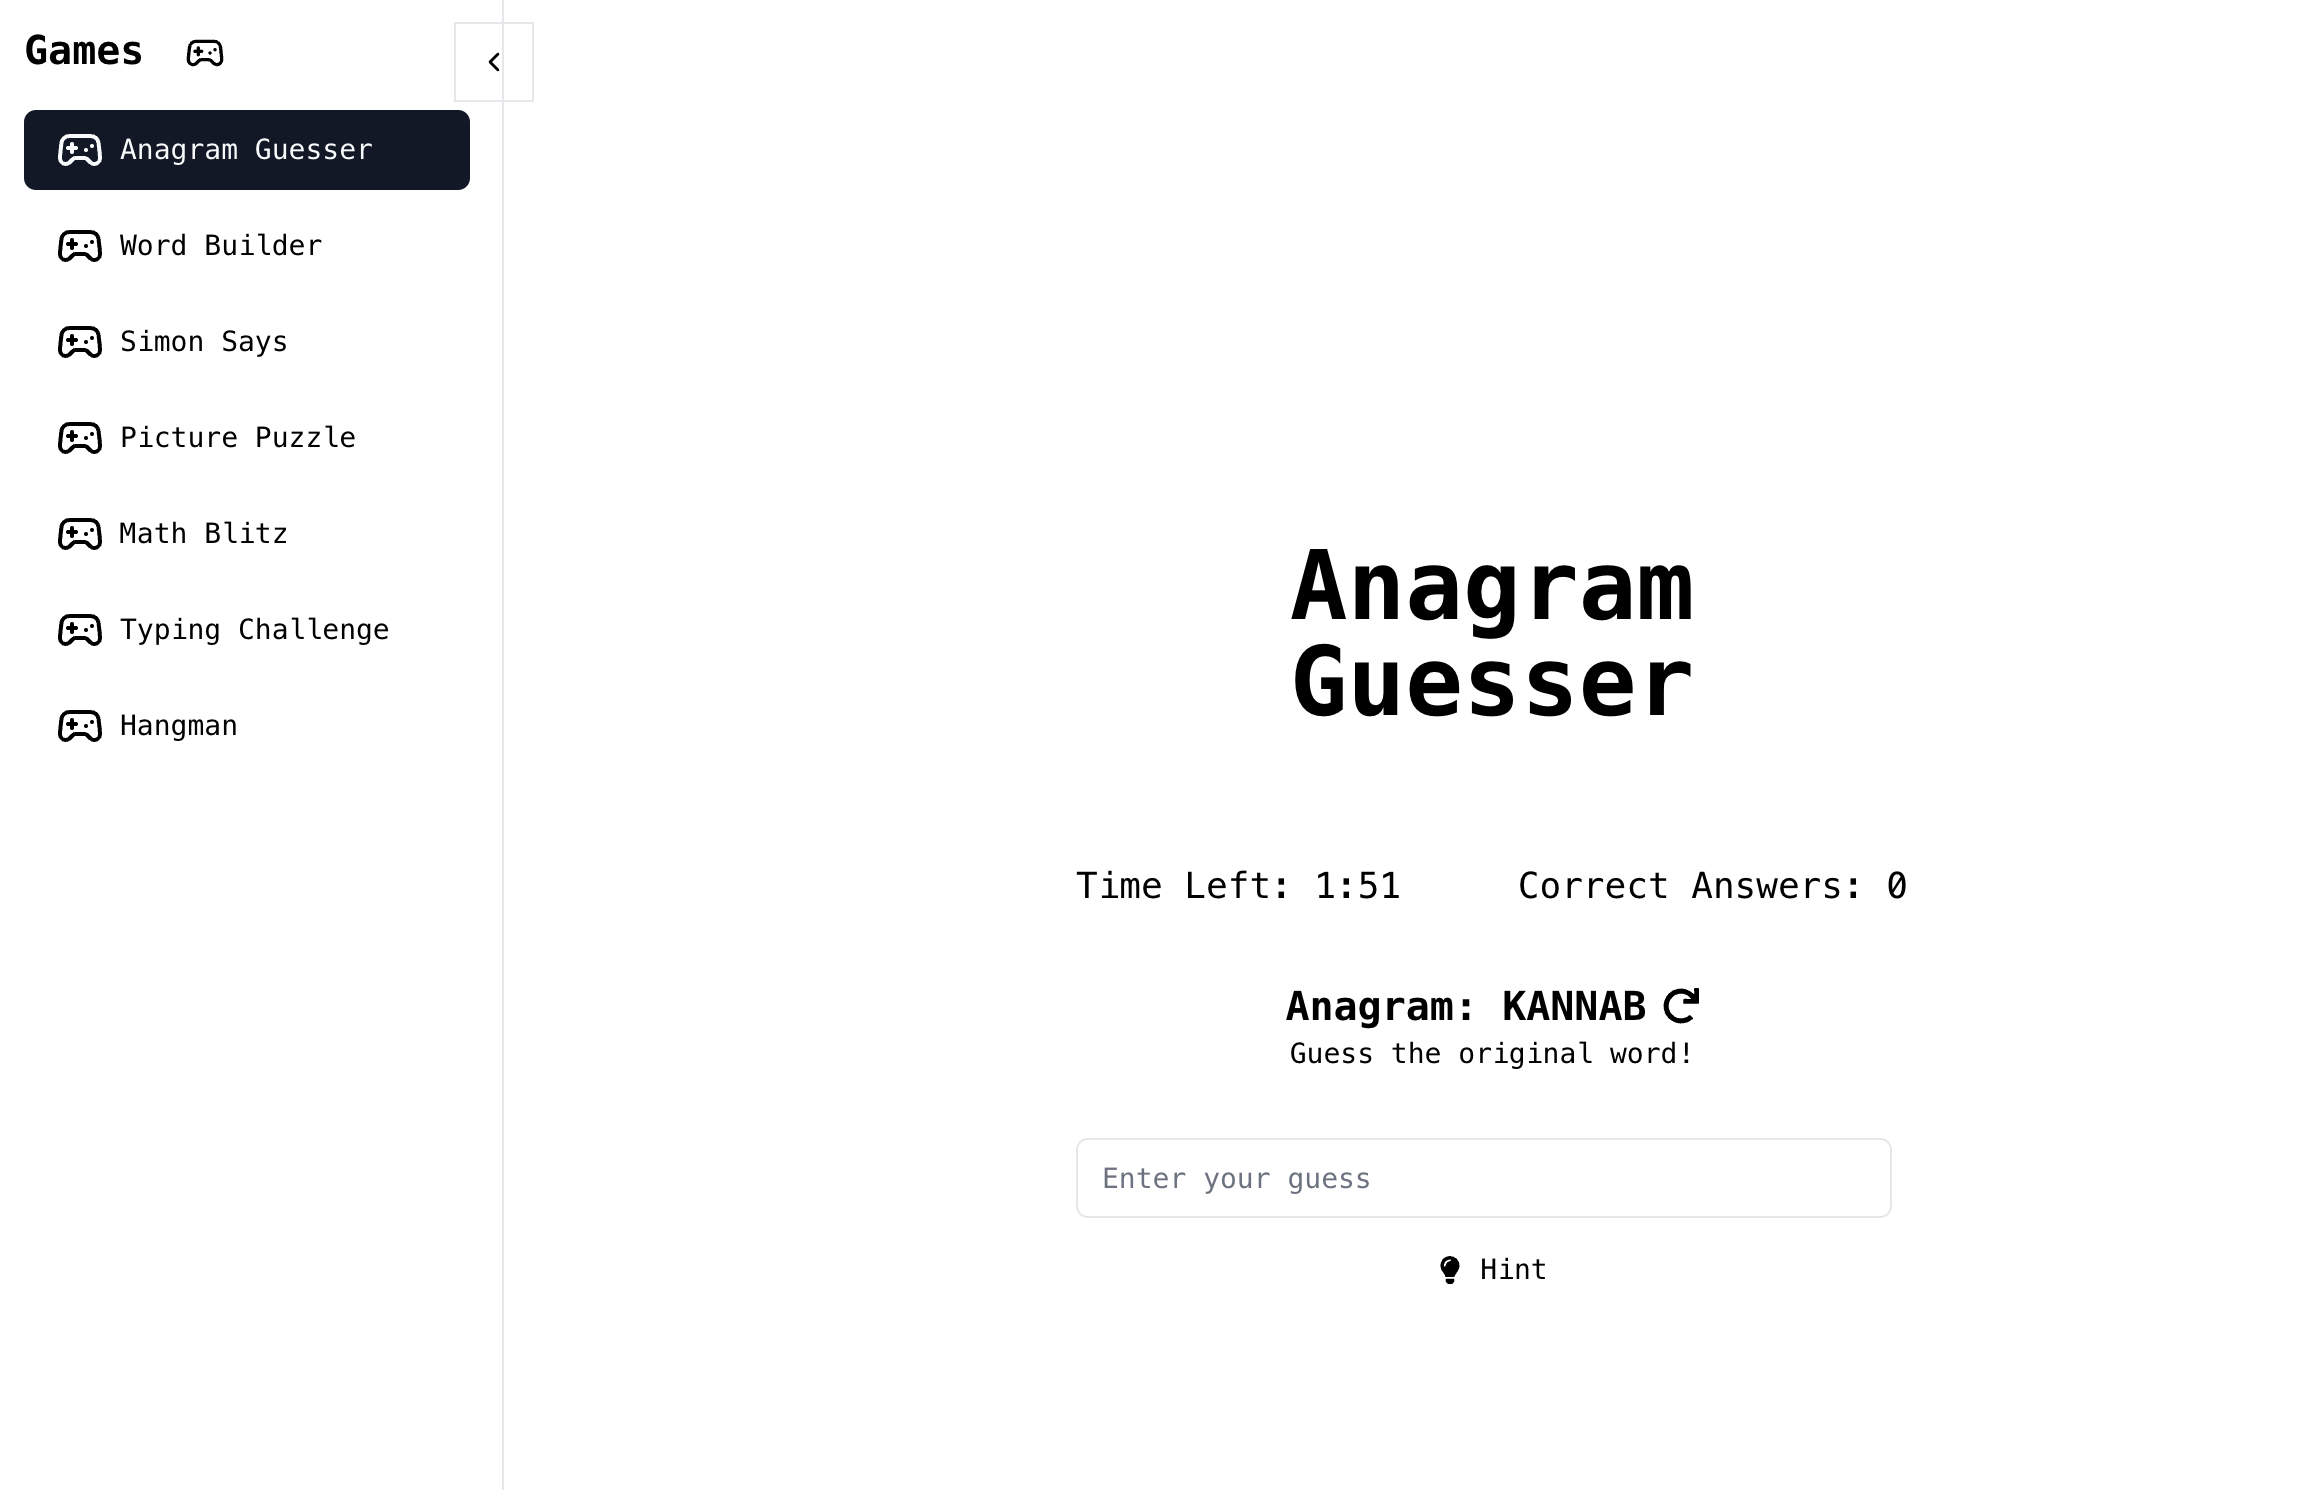 Games
Anagram Guesser
Word Builder
Simon Says
Picture Puzzle
Math Blitz
Typing Challenge
Hangman
Anagram
Guesser
Time Left: 1:51 Correct Answers: 0
Anagram: KANNAB
Guess the original word!
Enter your guess
Hint